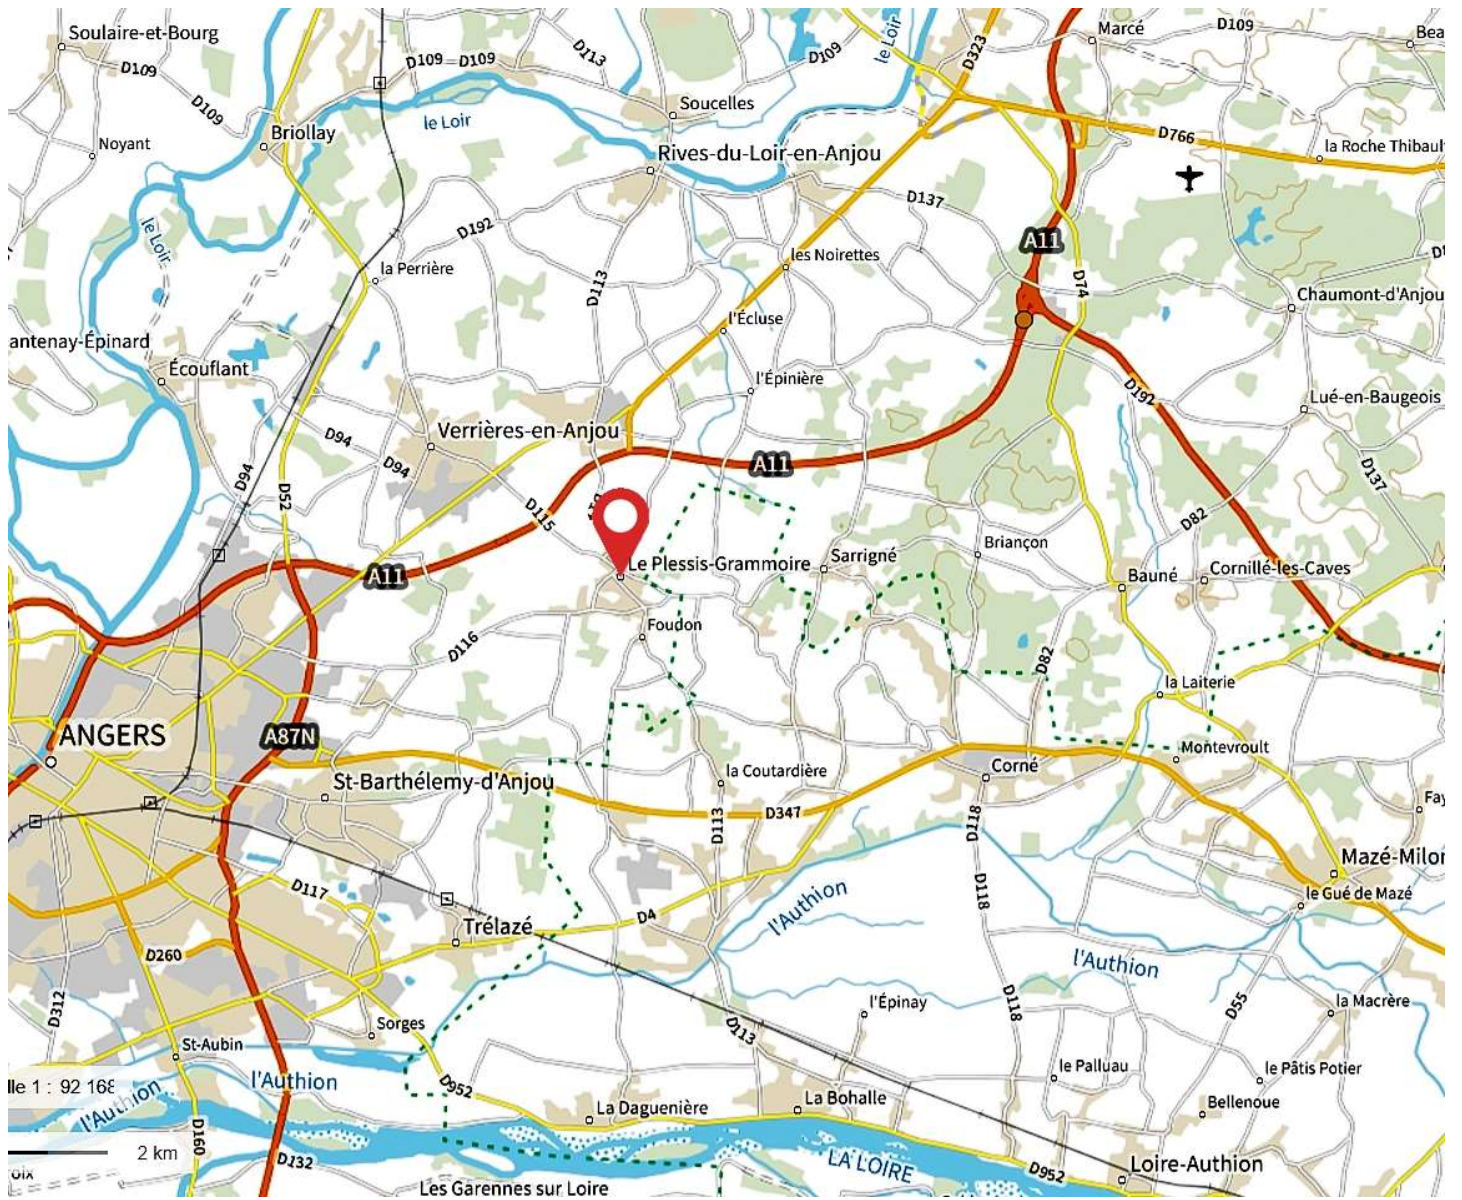 Soulaire-et-Bourg
D109
D109
Noyant
Briollay
D109
D109
D113
le Loir
Soucelles
Rives-du-Loir-en-Anjou
D109
le Loir
D323
Marcé
D109
Bea
D766
la Roche Thibaul
le Loir
D192
la Perrière
D113
D137
les Noirettes
A11
D74
Chaumont-d'Anjou
l'Écluse
antenay-Épinard
Écouflant
l'Épinière
D192
Lué-en-Baugeois
Verrières-en-Anjou
D94
D94
D94
D52
A11
D137
D115
D82
Le Plessis-Grammoire
Sarrigné
Briançon
Bauné
Cornillé-les-Caves
A11
Foudon
D116
D82
la Laiterie
ANGERS
A87N
Montevroult
St-Barthélemy-d'Anjou
la Coutardière
Corné
D347
D113
D118
Fay
Mazé-Milon
le Gué de Mazé
D117
D118
l'Authion
D4
Trélazé
D260
l'Authion
D312
l'Épinay
D118
D55
la Macrère
Sorges
D113
St-Aubin
le Palluau
le Pâtis Potier
lle 1 : 92 168
l'Authion
l'Authion
D952
La Daguenière
La Bohalle
Bellenoue
D160
2 km
D132
LA LOIRE
D952
Loire-Authion
oix
Les Garennes sur Loire